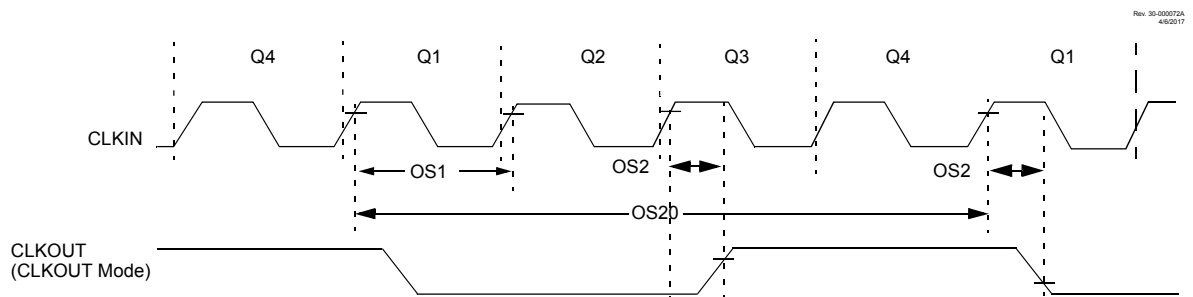 Rev. 30-000072A
4/6/2017
Q4 Q1 Q2 Q3 Q4 Q1
CLKIN
OS1 OS2 OS2
OS20
CLKOUT
(CLKOUT Mode)